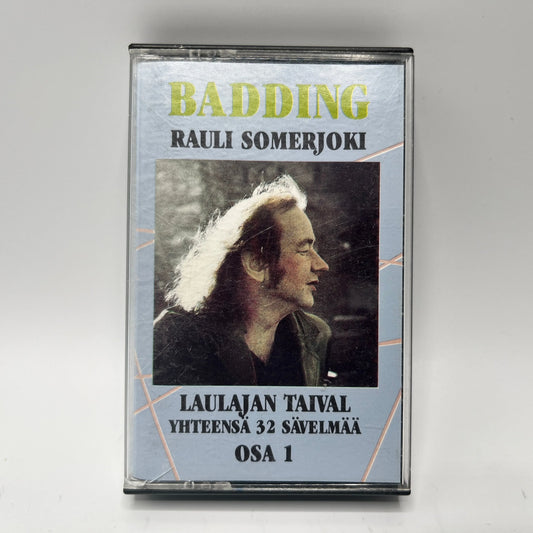 BADDING
RAULI SOMERJOKI
LAULAJAN TAIVAL
YHTEENSÄ 32 SÄVELMÄÄ
OSA 1